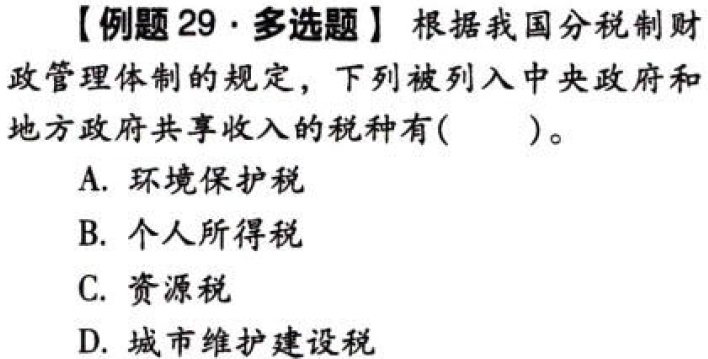 【例题 29·多选题】 根据我国分税制财
政管理体制的规定，下列被列入中央政府和
地方政府共享收入的税种有(　　)。
A. 环境保护税
B. 个人所得税
C. 资源税
D. 城市维护建设税